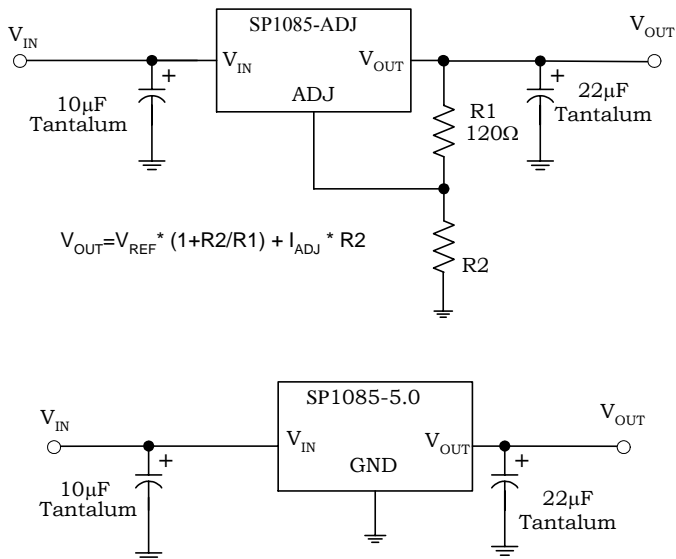 V_IN
SP1085-ADJ
V_OUT
V_IN
V_OUT
+
10μF
Tantalum
ADJ
R1
120Ω
+
22μF
Tantalum
V_OUT=V_REF* (1+R2/R1) + I_ADJ * R2
R2
V_IN
SP1085-5.0
V_OUT
V_IN
V_OUT
+
10μF
Tantalum
GND
+
22μF
Tantalum